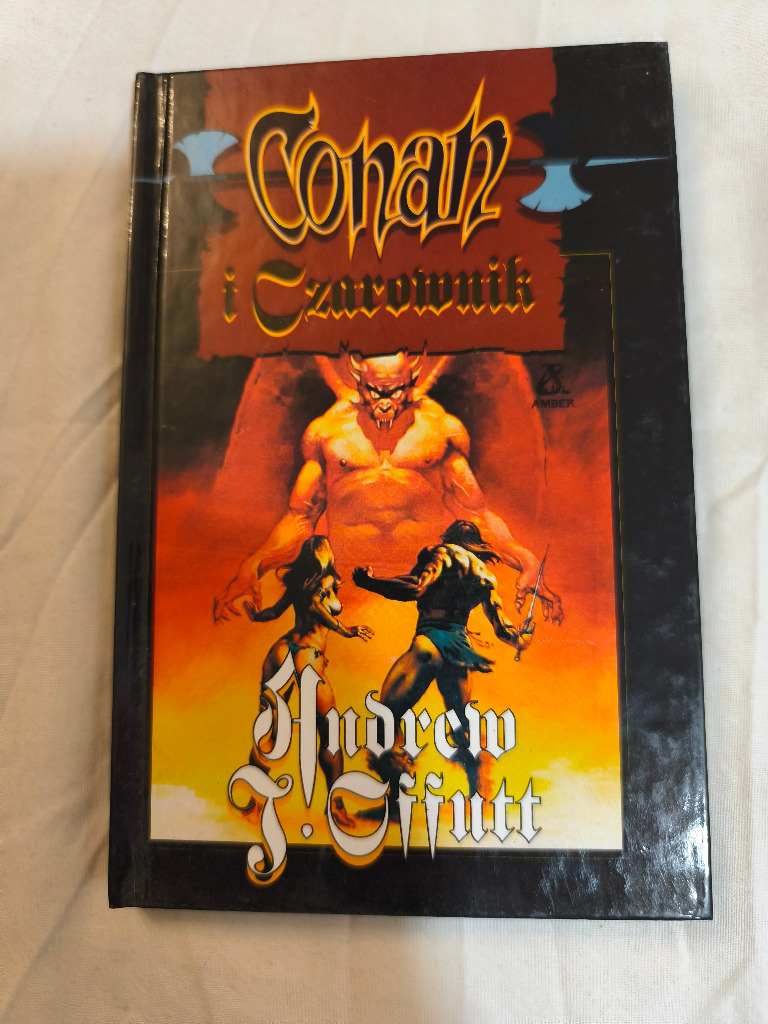 Conan
i Czarownik
AMBER
Andrew
J. Offutt